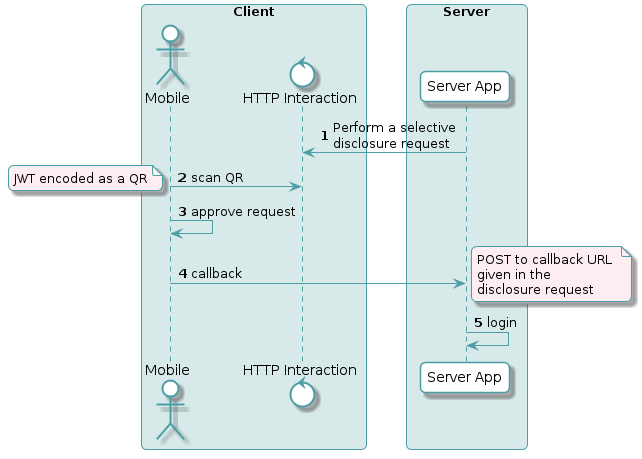 Client
Server
Mobile
HTTP Interaction
Server App
1 Perform a selective
disclosure request
JWT encoded as a QR
2 scan QR
3 approve request
POST to callback URL
given in the
disclosure request
4 callback
5 login
Mobile
HTTP Interaction
Server App